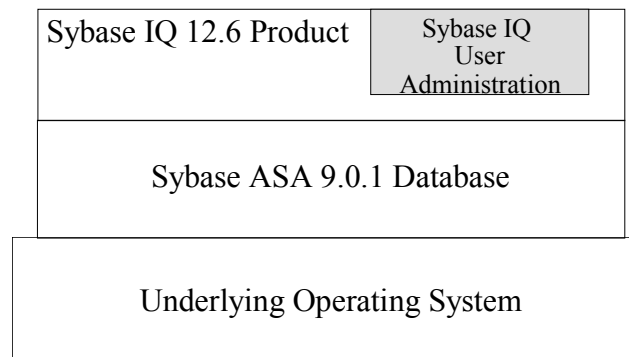 Sybase IQ 12.6 Product
Sybase IQ
User
Administration
Sybase ASA 9.0.1 Database
Underlying Operating System